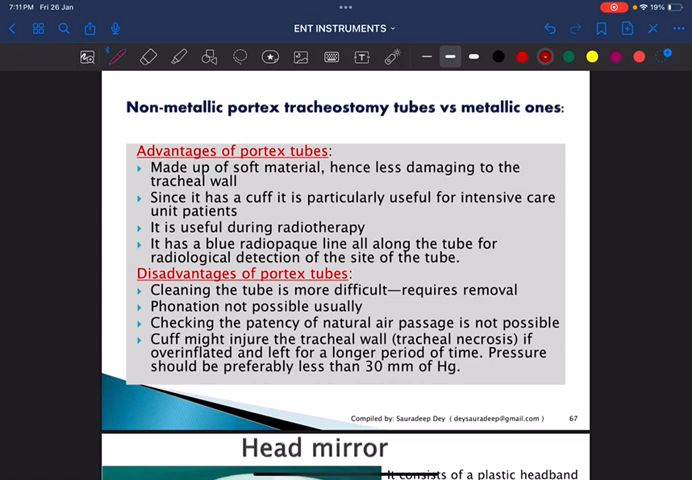 7:11 PM Fri 26 Jan
19%
ENT INSTRUMENTS
Non-metallic portex tracheostomy tubes vs metallic ones:
Advantages of portex tubes:
Made up of soft material, hence less damaging to the
tracheal wall
Since it has a cuff it is particularly useful for intensive care
unit patients
It is useful during radiotherapy
It has a blue radiopaque line all along the tube for
radiological detection of the site of the tube.
Disadvantages of portex tubes:
Cleaning the tube is more difficult—requires removal
Phonation not possible usually
Checking the patency of natural air passage is not possible
Cuff might injure the tracheal wall (tracheal necrosis) if
overinflated and left for a longer period of time. Pressure
should be preferably less than 30 mm of Hg.
Compiled by: Sauradeep Dey ( deysauradeep@gmail.com )
67
Head mirror
It consists of a plastic headband